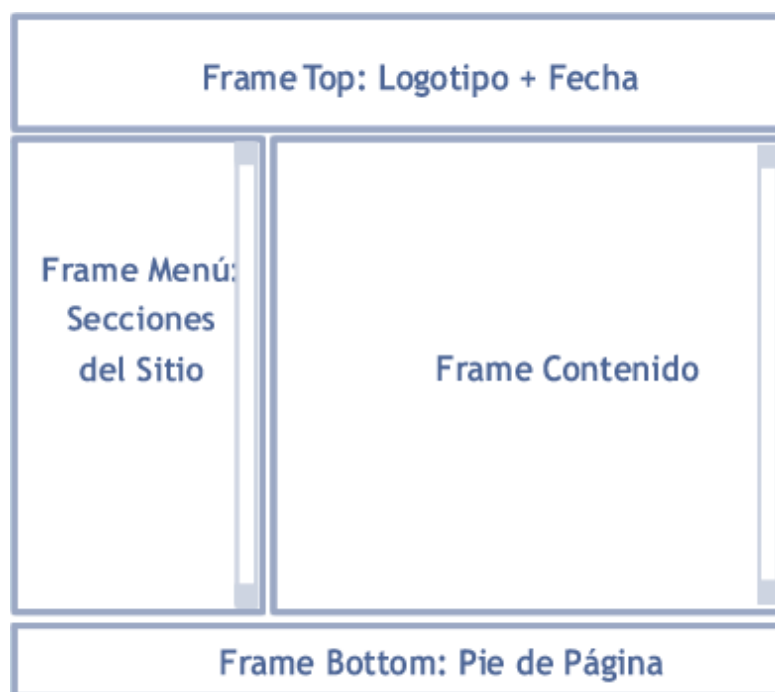 Frame Top: Logotipo + Fecha
Frame Menú:
Secciones
del Sitio
Frame Contenido
Frame Bottom: Pie de Página